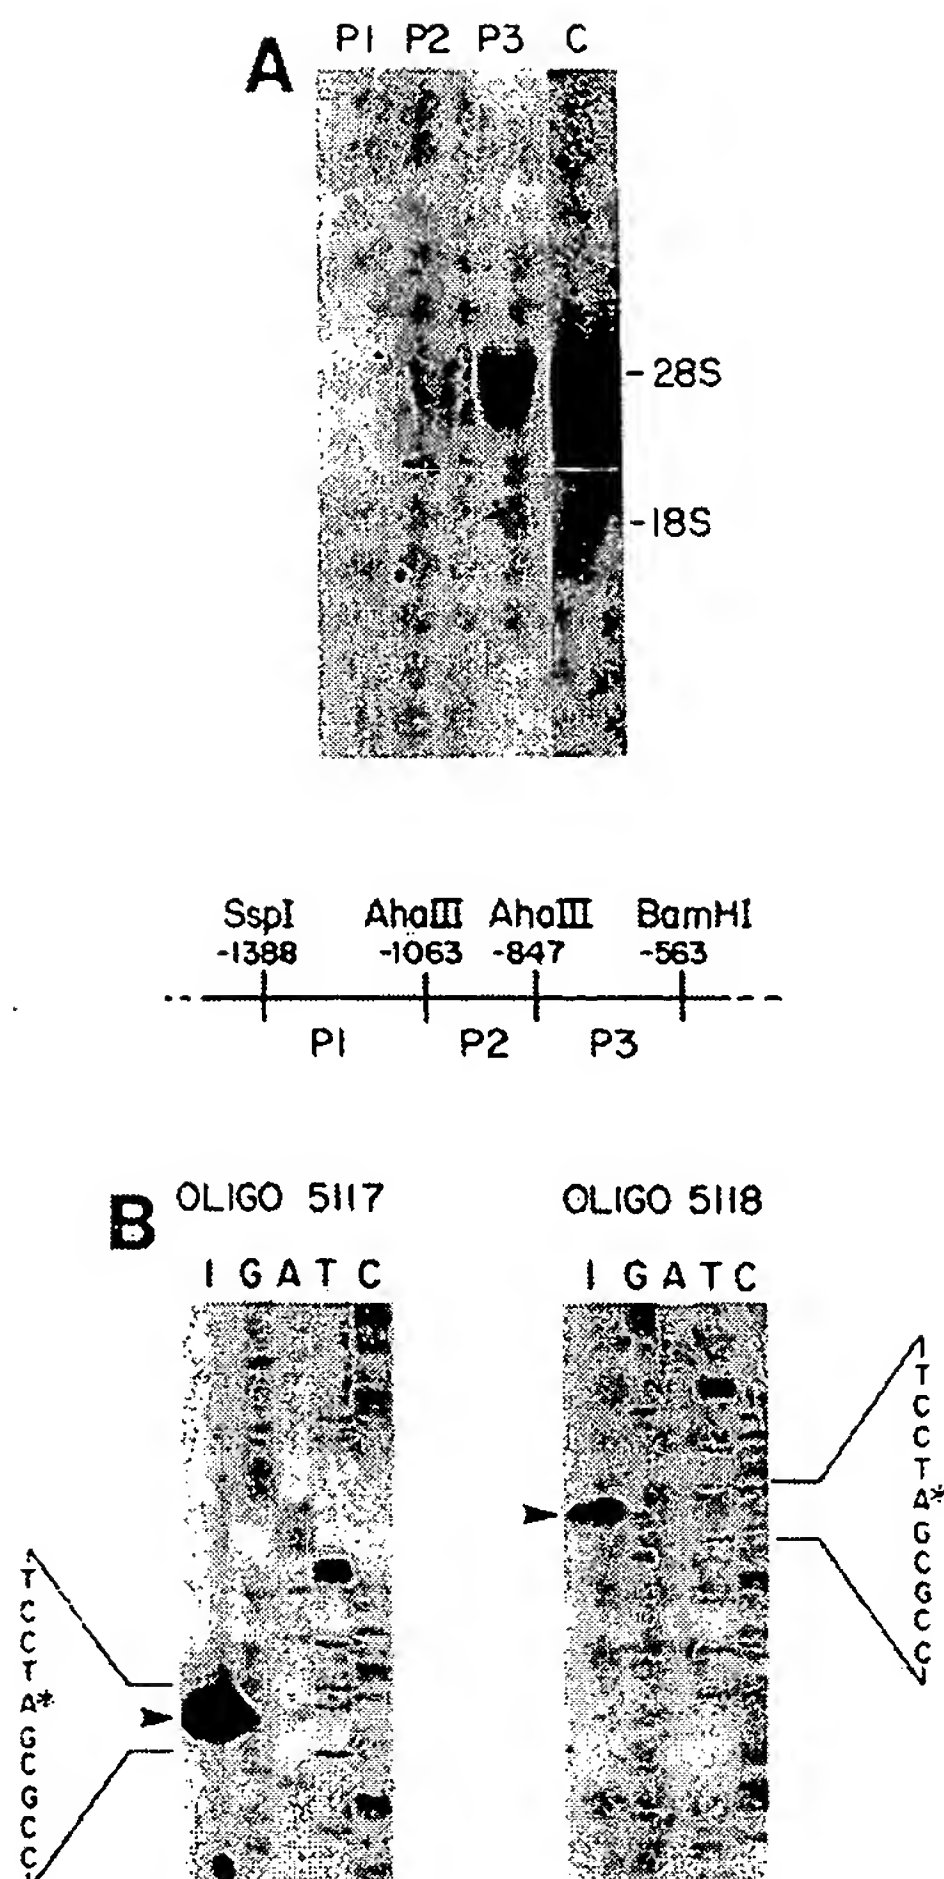 A
P1 P2 P3 C
-28S
-18S
SspI AhaIII AhaIII BamHI
-1388 -1063 -847 -563
P1 P2 P3
B
OLIGO 5117
I G A T C
T
C
C
T
A*
G
C
G
C
C
OLIGO 5118
I G A T C
T
C
C
T
A*
G
C
G
C
C